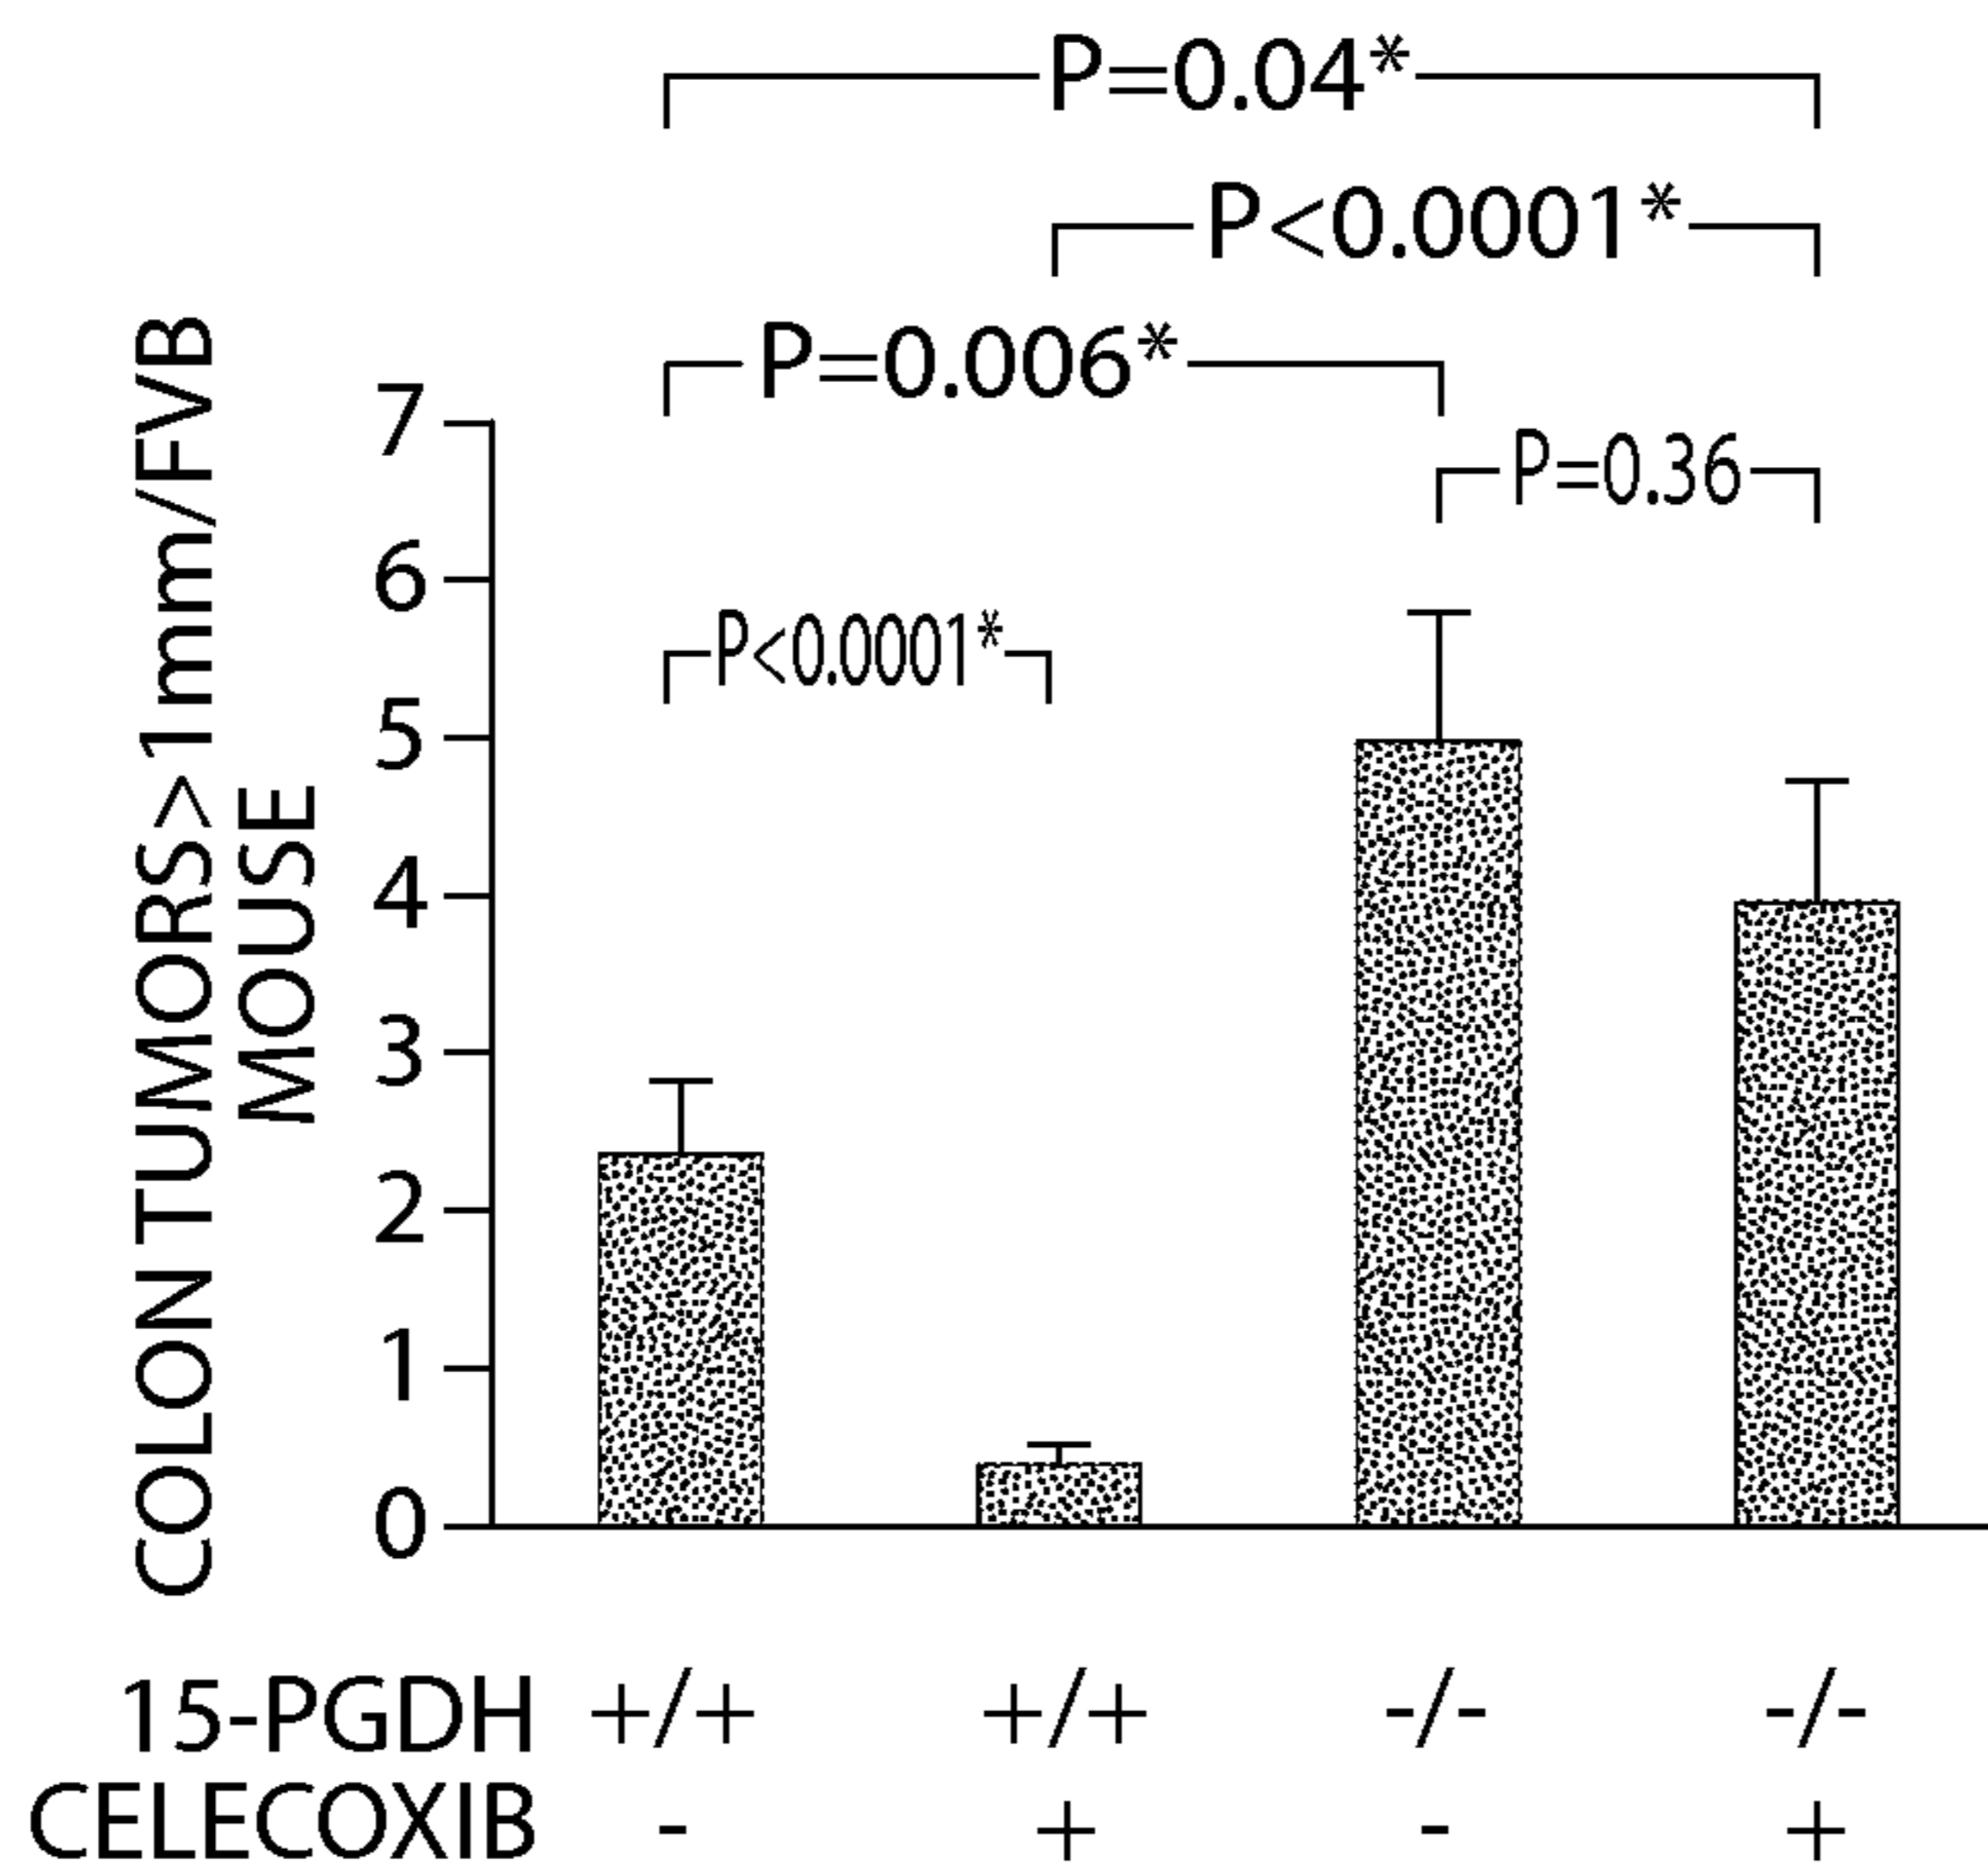 P=0.04*
P<0.0001*
P=0.006*
P=0.36
P<0.0001*
COLON TUMORS>1mm/FVB
MOUSE
7
6
5
4
3
2
1
0
15-PGDH +/+ +/+ -/- -/-
CELECOXIB - + - +